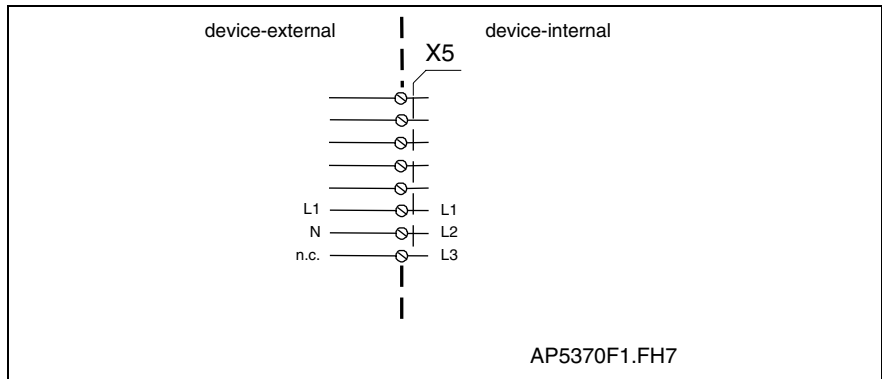 device-external device-internal
X5
L1 L1
N L2
n.c. L3
AP5370F1.FH7